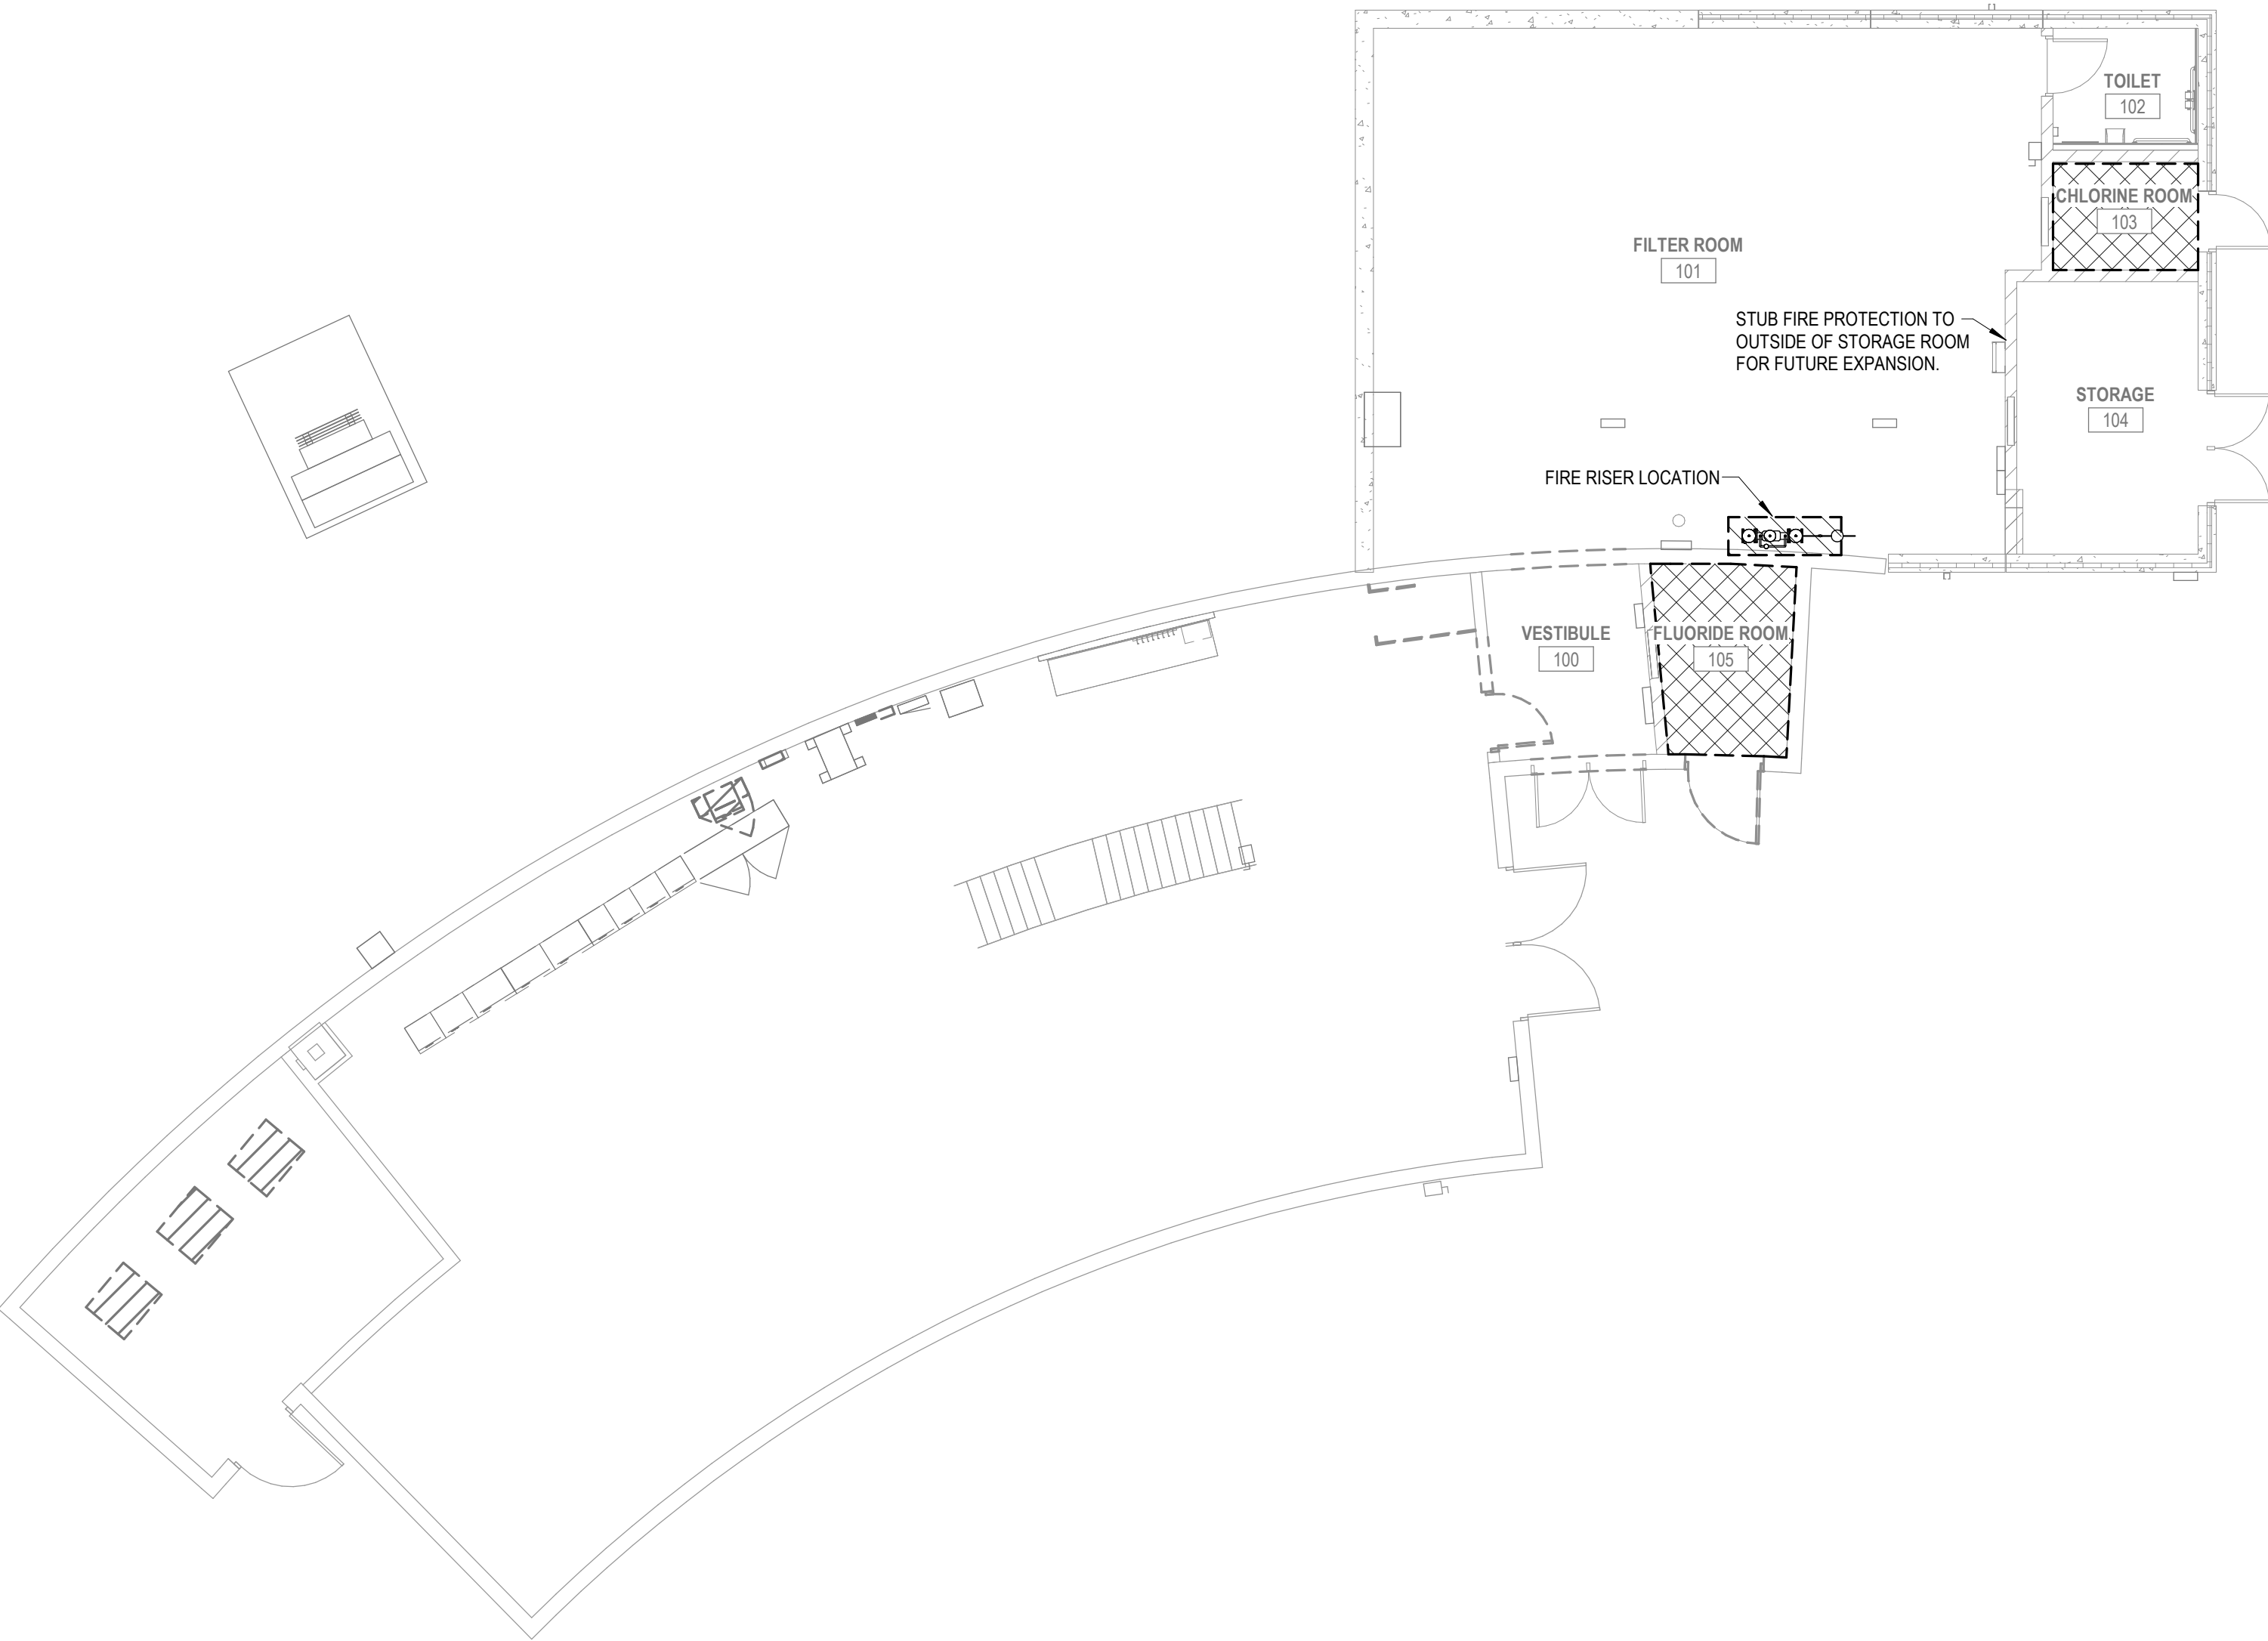 TOILET
102
CHLORINE ROOM
103
FILTER ROOM
101
STUB FIRE PROTECTION TO
OUTSIDE OF STORAGE ROOM
FOR FUTURE EXPANSION.
STORAGE
104
FIRE RISER LOCATION
VESTIBULE
100
FLUORIDE ROOM
105